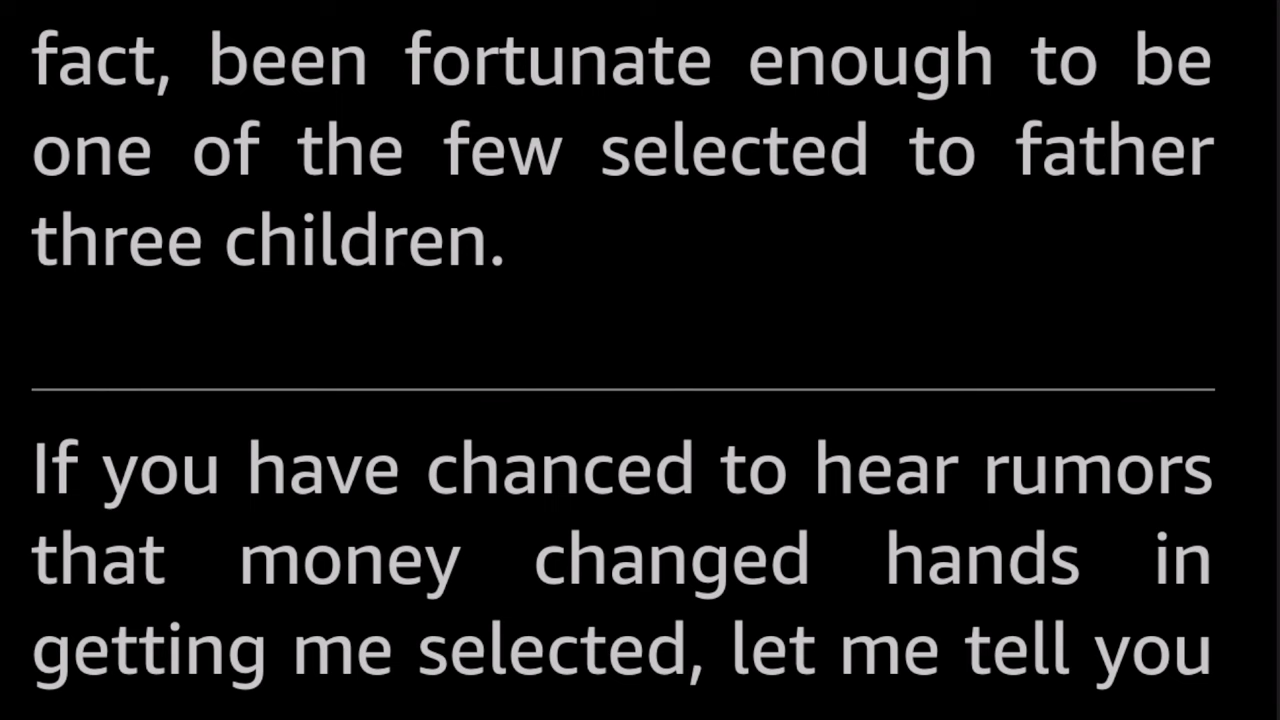 fact, been fortunate enough to be
one of the few selected to father
three children.
If you have chanced to hear rumors
that money changed hands in
getting me selected, let me tell you